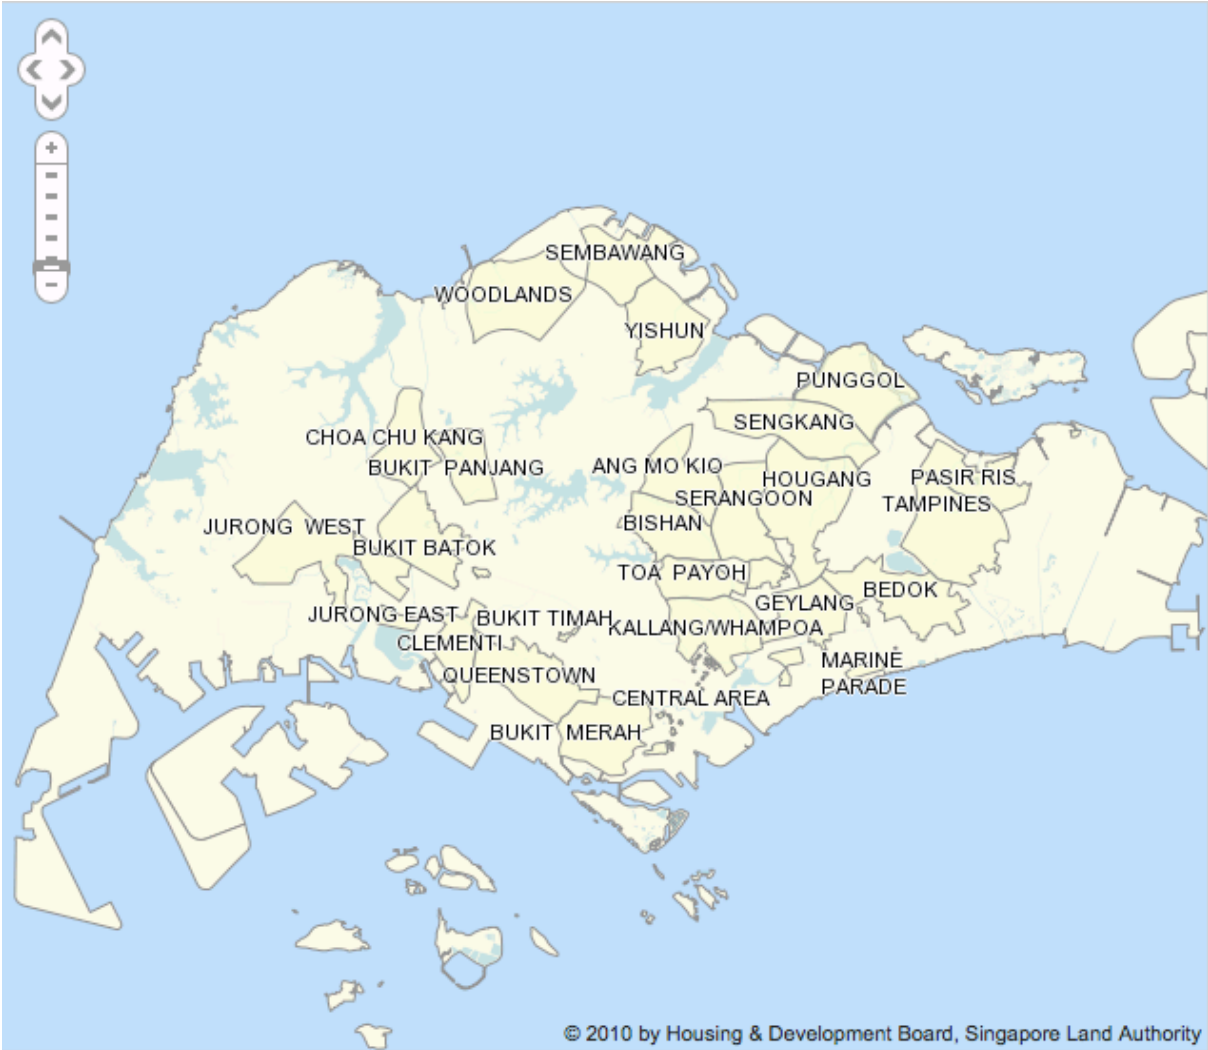 +
−
SEMBAWANG
WOODLANDS
YISHUN
PUNGGOL
SENGKANG
CHOA CHU KANG
BUKIT PANJANG
ANG MO KIO
HOUGANG
PASIR RIS
SERANGOON
TAMPINES
BISHAN
JURONG WEST
BUKIT BATOK
TOA PAYOH
BEDOK
GEYLANG
JURONG EAST
BUKIT TIMAH
KALLANG/WHAMPOA
CLEMENTI
MARINE
PARADE
QUEENSTOWN
CENTRAL AREA
BUKIT MERAH
© 2010 by Housing & Development Board, Singapore Land Authority